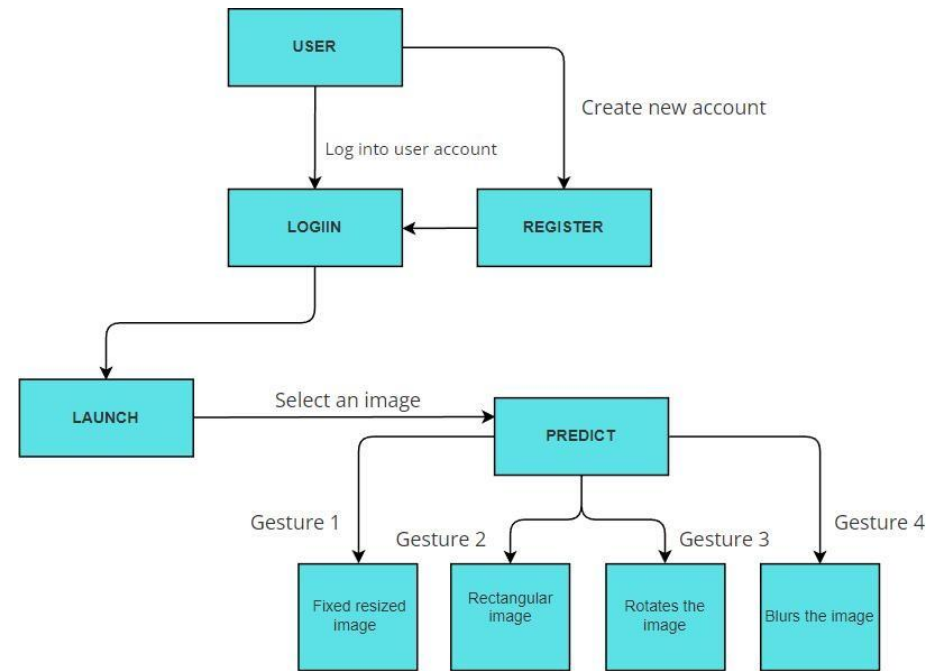 USER
Create new account
Log into user account
LOGIIN
REGISTER
LAUNCH
Select an image
PREDICT
Gesture 1
Gesture 2
Gesture 3
Gesture 4
Fixed resized
image
Rectangular
image
Rotates the
image
Blurs the image